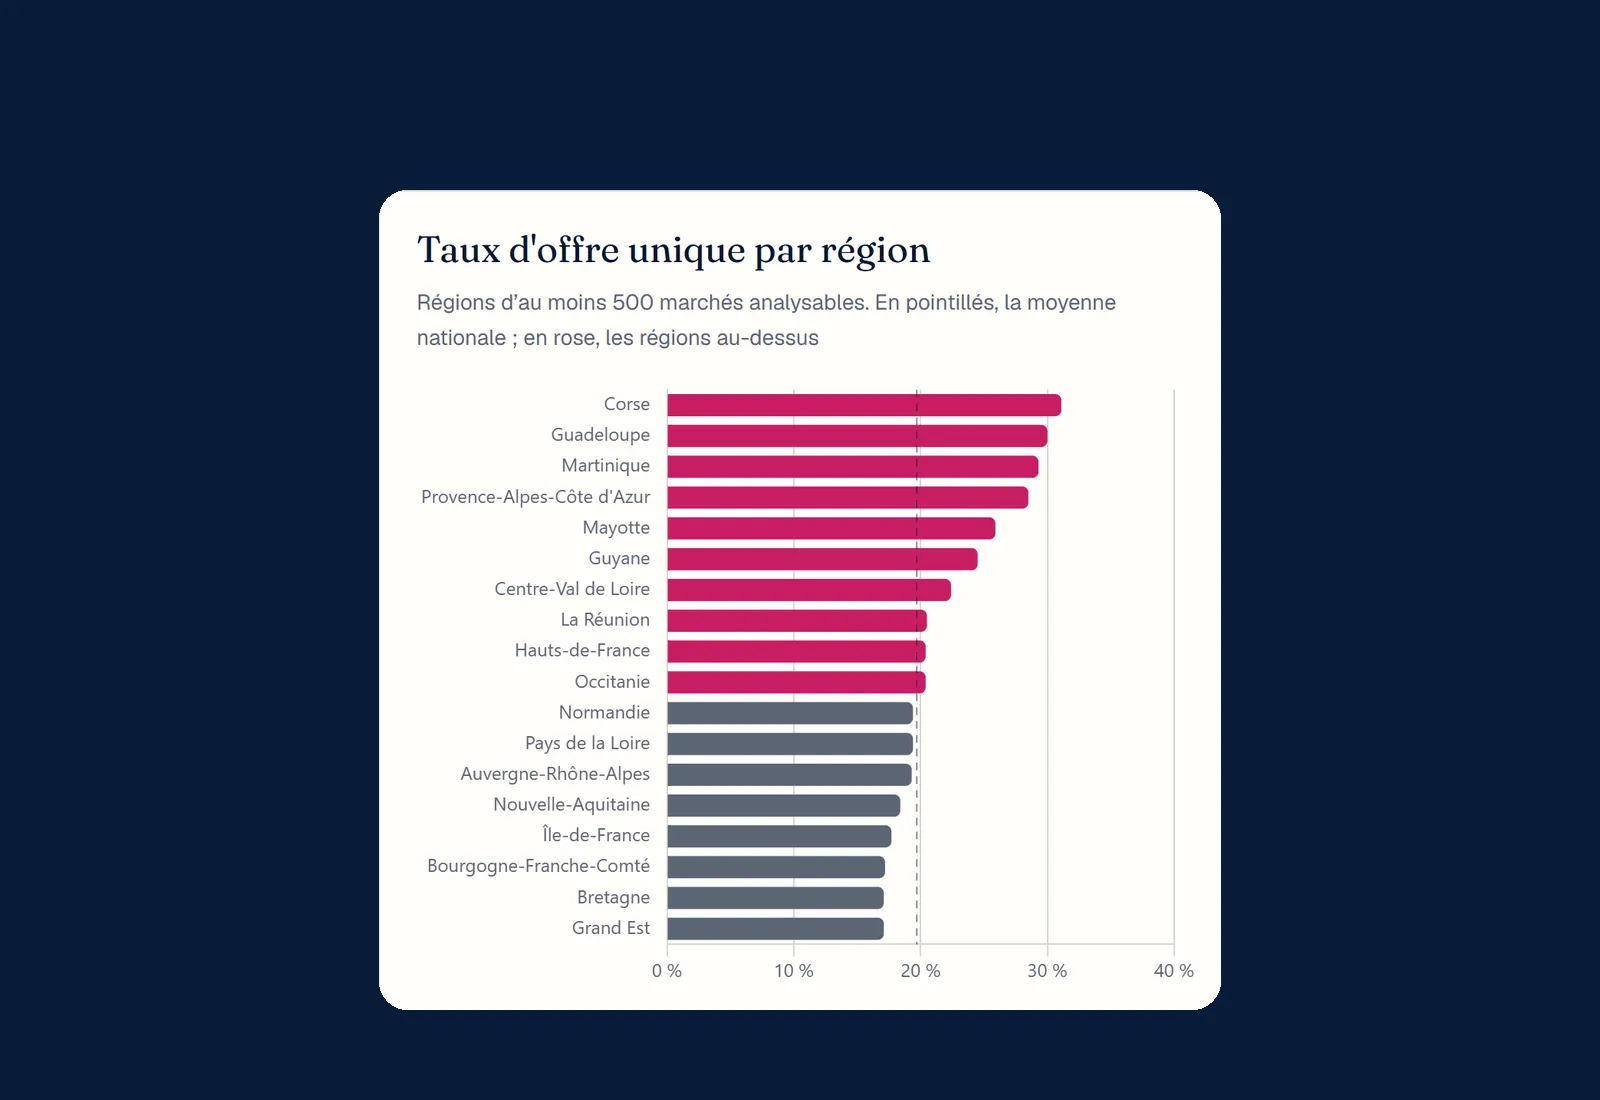 Taux d'offre unique par région
Régions d’au moins 500 marchés analysables. En pointillés, la moyenne
nationale ; en rose, les régions au-dessus
Corse
Guadeloupe
Martinique
Provence-Alpes-Côte d'Azur
Mayotte
Guyane
Centre-Val de Loire
La Réunion
Hauts-de-France
Occitanie
Normandie
Pays de la Loire
Auvergne-Rhône-Alpes
Nouvelle-Aquitaine
Île-de-France
Bourgogne-Franche-Comté
Bretagne
Grand Est
0 % 10 % 20 % 30 % 40 %